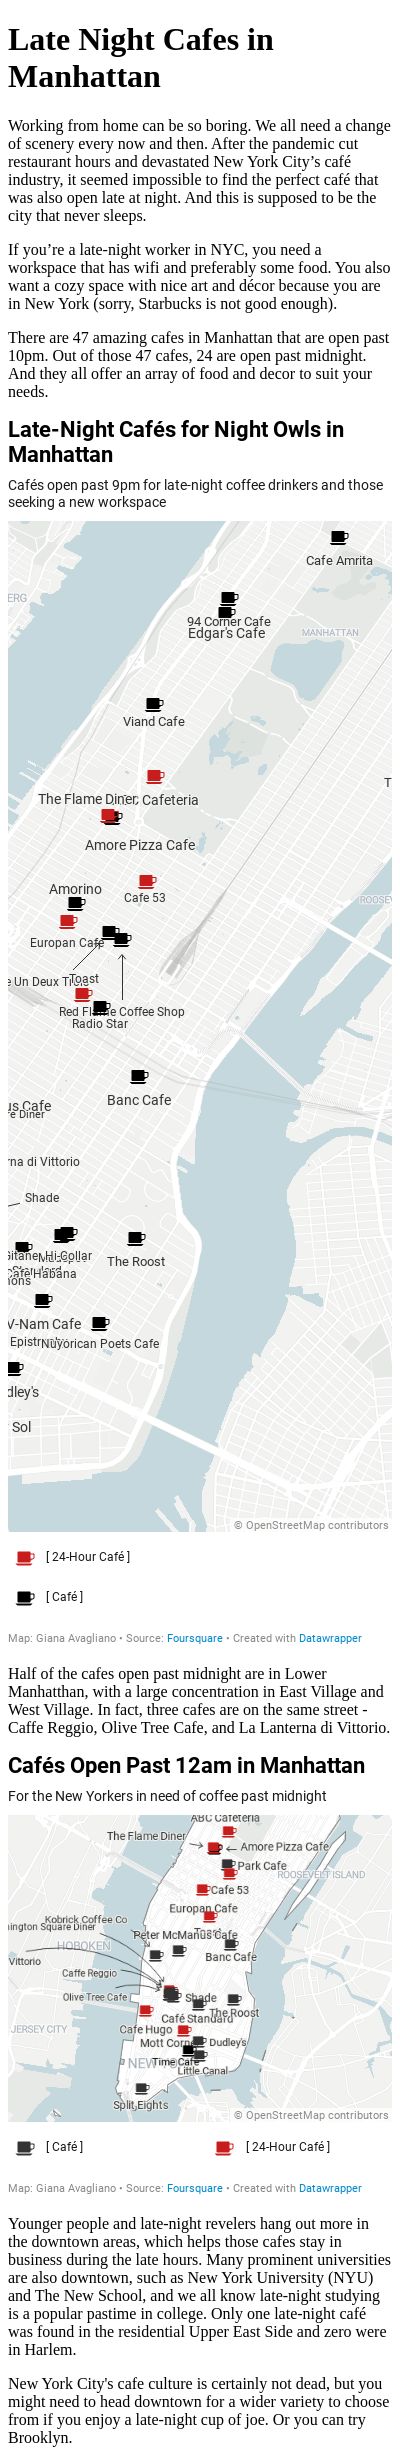 Late Night Cafes in
Manhattan
Working from home can be so boring. We all need a change
of scenery every now and then. After the pandemic cut
restaurant hours and devastated New York City’s café
industry, it seemed impossible to find the perfect café that
was also open late at night. And this is supposed to be the
city that never sleeps.
If you’re a late-night worker in NYC, you need a
workspace that has wifi and preferably some food. You also
want a cozy space with nice art and décor because you are
in New York (sorry, Starbucks is not good enough).
There are 47 amazing cafes in Manhattan that are open past
10pm. Out of those 47 cafes, 24 are open past midnight.
And they all offer an array of food and decor to suit your
needs.
Late-Night Cafés for Night Owls in
Manhattan
Cafés open past 9pm for late-night coffee drinkers and those
seeking a new workspace
Cafe Amrita
ERG
94 Corner Cafe
Edgar's Cafe
MANHATTAN
Viand Cafe
T
The Flame Diner
Cafeteria
Amore Pizza Cafe
Amorino
Cafe 53
ROOSEV
Europan Cafe
e Un Deux Trois
Toast
Red Flame Coffee Shop
Radio Star
Banc Cafe
us Cafe
re Diner
rna di Vittorio
Shade
Gitane
Hi-Collar
The Roost
Cafe Habana
rons
V-Nam Cafe
Epistrophy
Nuyorican Poets Cafe
dley's
Sol
© OpenStreetMap contributors
[ 24-Hour Café ]
[ Café ]
Map: Giana Avagliano • Source: Foursquare • Created with Datawrapper
Half of the cafes open past midnight are in Lower
Manhatthan, with a large concentration in East Village and
West Village. In fact, three cafes are on the same street -
Caffe Reggio, Olive Tree Cafe, and La Lanterna di Vittorio.
Cafés Open Past 12am in Manhattan
For the New Yorkers in need of coffee past midnight
ABC Cafeteria
The Flame Diner
Amore Pizza Cafe
Park Cafe
ROOSEVELT ISLAND
Cafe 53
Europan Cafe
Kobrick Coffee Co
hington Square Diner
Toast
Peter McManus Cafe
HOBOKEN
Banc Cafe
Vittorio
Caffe Reggio
Olive Tree Cafe
Shade
The Roost
Café Standard
JERSEY CITY
Cafe Hugo
Mott Corner
Dudley's
NEW
Time Cafe
Little Canal
Split Eights
© OpenStreetMap contributors
[ Café ]
[ 24-Hour Café ]
Map: Giana Avagliano • Source: Foursquare • Created with Datawrapper
Younger people and late-night revelers hang out more in
the downtown areas, which helps those cafes stay in
business during the late hours. Many prominent universities
are also downtown, such as New York University (NYU)
and The New School, and we all know late-night studying
is a popular pastime in college. Only one late-night café
was found in the residential Upper East Side and zero were
in Harlem.
New York City's cafe culture is certainly not dead, but you
might need to head downtown for a wider variety to choose
from if you enjoy a late-night cup of joe. Or you can try
Brooklyn.